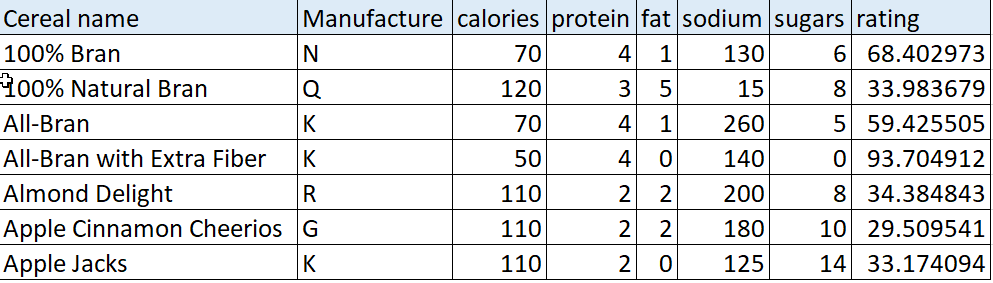 Cereal name Manufacture calories protein fat sodium sugars rating
100% Bran N 70 4 1 130 6 68.402973
100% Natural Bran Q 120 3 5 15 8 33.983679
All-Bran K 70 4 1 260 5 59.425505
All-Bran with Extra Fiber K 50 4 0 140 0 93.704912
Almond Delight R 110 2 2 200 8 34.384843
Apple Cinnamon Cheerios G 110 2 2 180 10 29.509541
Apple Jacks K 110 2 0 125 14 33.174094